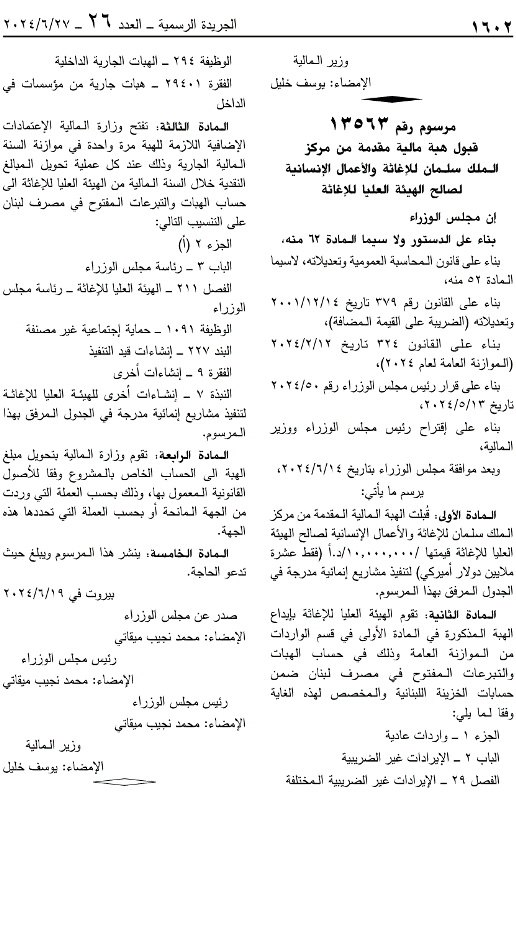 ١٦٠٢
الجريدة الرسمية ــ العدد ٢٦ ــ ٢٠٢٤/٦/٢٧
وزير المالية
الإمضاء: يوسف خليل
مرسوم رقم ١٣٥٦٣
قبول هبة مالية مقدمة من مركز
الملك سلمان للإغاثة والأعمال الإنسانية
لصالح الهيئة العليا للإغاثة
إن مجلس الوزراء
بناء على الدستور ولا سيما المادة ٦٢ منه،
بناء على قانون المحاسبة العمومية وتعديلاته، لاسيما
المادة ٥٢ منه،
بناء على القانون رقم ٣٧٩ تاريخ ٢٠٠١/١٢/١٤
وتعديلاته (الضريبة على القيمة المضافة)،
بناء على القانون ٣٢٤ تاريخ ٢٠٢٤/٢/١٢
(الموازنة العامة لعام ٢٠٢٤)،
بناء على قرار رئيس مجلس الوزراء رقم ٢٠٢٤/٥٠
تاريخ ٢٠٢٤/٥/١٣،
بناء على إقتراح رئيس مجلس الوزراء ووزير
المالية،
وبعد موافقة مجلس الوزراء بتاريخ ٢٠٢٤/٦/١٤،
يرسم ما يأتي:
المادة الأولى: قُبلت الهبة المالية المقدمة من مركز
الملك سلمان للإغاثة والأعمال الإنسانية لصالح الهيئة
العليا للإغاثة قيمتها /١٠,٠٠٠,٠٠٠/د.أ (فقط عشرة
ملايين دولار أميركي) لتنفيذ مشاريع إنمائية مدرجة في
الجدول المرفق بهذا المرسوم.
المادة الثانية: تقوم الهيئة العليا للإغاثة بإيداع
الهبة المذكورة في المادة الأولى في قسم الواردات
من الموازنة العامة وذلك في حساب الهبات
والتبرعات المفتوح في مصرف لبنان ضمن
حسابات الخزينة اللبنانية والمخصص لهذه الغاية
وفقا لما يلي:
الجزء ١ ــ واردات عادية
الباب ٢ ــ الإيرادات غير الضريبية
الفصل ٢٩ ــ الإيرادات غير الضريبية المختلفة
الوظيفة ٢٩٤ ــ الهبات الجارية الداخلية
الفقرة ٢٩٤٠١ ــ هبات جارية من مؤسسات في
الداخل
المادة الثالثة: تفتح وزارة المالية الإعتمادات
الإضافية اللازمة للهبة مرة واحدة في موازنة السنة
المالية الجارية وذلك عند كل عملية تحويل المبالغ
النقدية خلال السنة المالية من الهيئة العليا للإغاثة الى
حساب الهبات والتبرعات المفتوح في مصرف لبنان
على التنسيب التالي:
الجزء ٢ (أ)
الباب ٣ ــ رئاسة مجلس الوزراء
الفصل ٢١١ ــ الهيئة العليا للإغاثة ــ رئاسة مجلس
الوزراء
الوظيفة ١٠٩١ ــ حماية إجتماعية غير مصنفة
البند ٢٢٧ ــ إنشاءات قيد التنفيذ
الفقرة ٩ ــ إنشاءات أخرى
النبذة ٧ ــ إنشاءات أخرى للهيئة العليا للإغاثة
لتنفيذ مشاريع إنمائية مدرجة في الجدول المرفق بهذا
المرسوم.
المادة الرابعة: تقوم وزارة المالية بتحويل مبلغ
الهبة الى الحساب الخاص بالمشروع وفقا للأصول
القانونية المعمول بها، وذلك بحسب العملة التي وردت
من الجهة المانحة أو بحسب العملة التي تحددها هذه
الجهة.
المادة الخامسة: ينشر هذا المرسوم ويبلغ حيث
تدعو الحاجة.
بيروت في ٢٠٢٤/٦/١٩
صدر عن مجلس الوزراء
الإمضاء: محمد نجيب ميقاتي
رئيس مجلس الوزراء
الإمضاء: محمد نجيب ميقاتي
رئيس مجلس الوزراء
الإمضاء: محمد نجيب ميقاتي
وزير المالية
الإمضاء: يوسف خليل